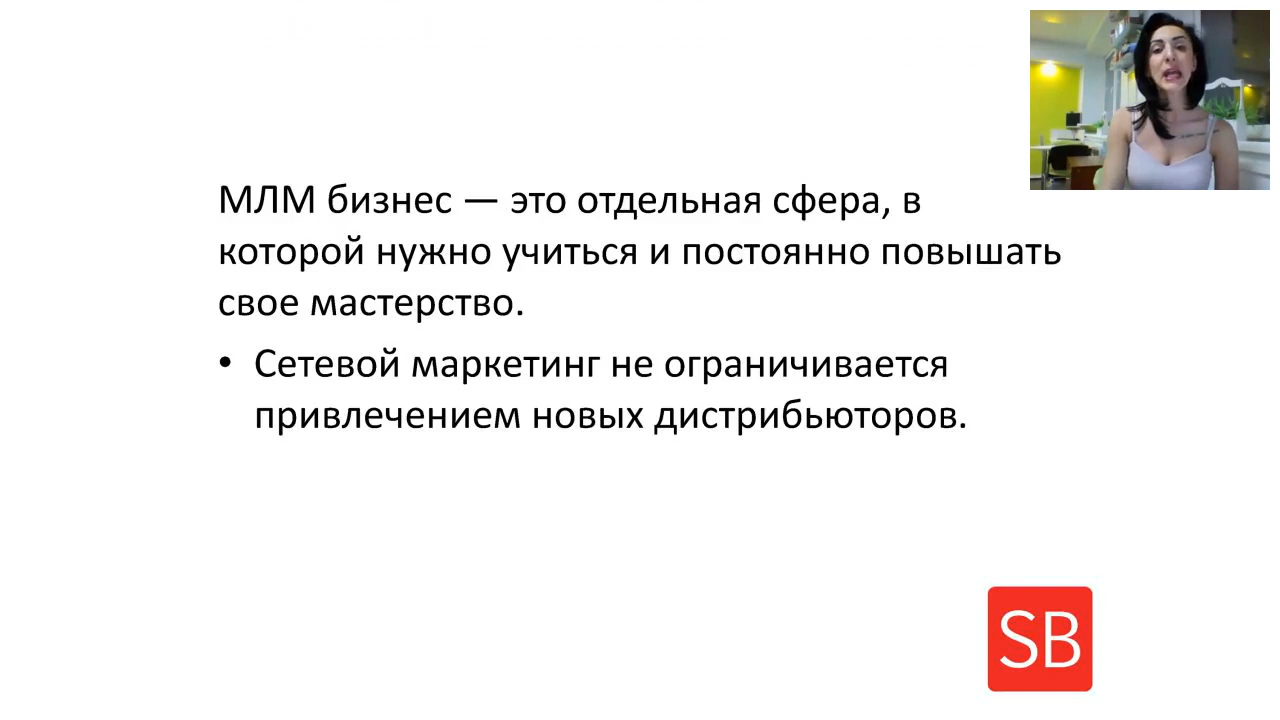 МЛМ бизнес — это отдельная сфера, в
которой нужно учиться и постоянно повышать
свое мастерство.
• Сетевой маркетинг не ограничивается
привлечением новых дистрибьюторов.
SB